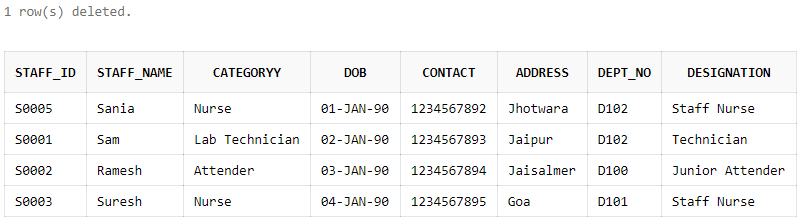 1 row(s) deleted.
STAFF_ID STAFF_NAME CATEGORYY DOB CONTACT ADDRESS DEPT_NO DESIGNATION
S0005 Sania Nurse 01-JAN-90 1234567892 Jhotwara D102 Staff Nurse
S0001 Sam Lab Technician 02-JAN-90 1234567893 Jaipur D102 Technician
S0002 Ramesh Attender 03-JAN-90 1234567894 Jaisalmer D100 Junior Attender
S0003 Suresh Nurse 04-JAN-90 1234567895 Goa D101 Staff Nurse